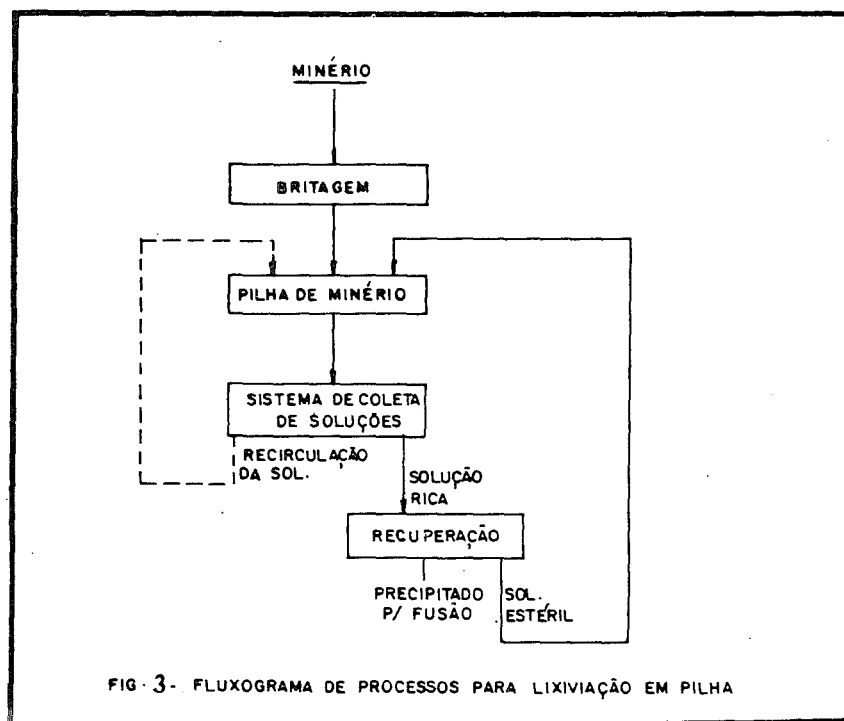 MINÉRIO
BRITAGEM
PILHA DE MINÉRIO
SISTEMA DE COLETA
DE SOLUÇÕES
RECIRCULAÇÃO
DA SOL.
SOLUÇÃO
RICA
RECUPERAÇÃO
PRECIPITADO
P/ FUSÃO
SOL.
ESTÉRIL
FIG. 3- FLUXOGRAMA DE PROCESSOS PARA LIXIVIAÇÃO EM PILHA